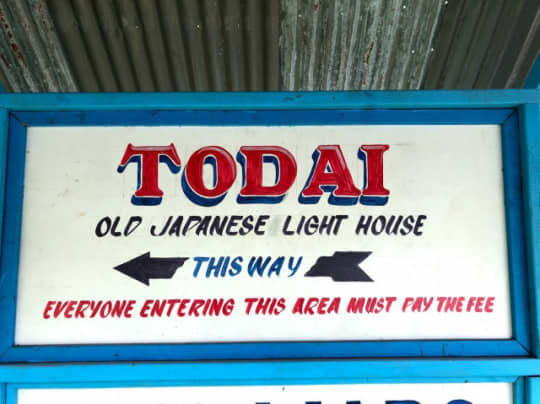 TODAI
OLD JAPANESE LIGHT HOUSE
THIS WAY
EVERYONE ENTERING THIS AREA MUST PAY THE FEE